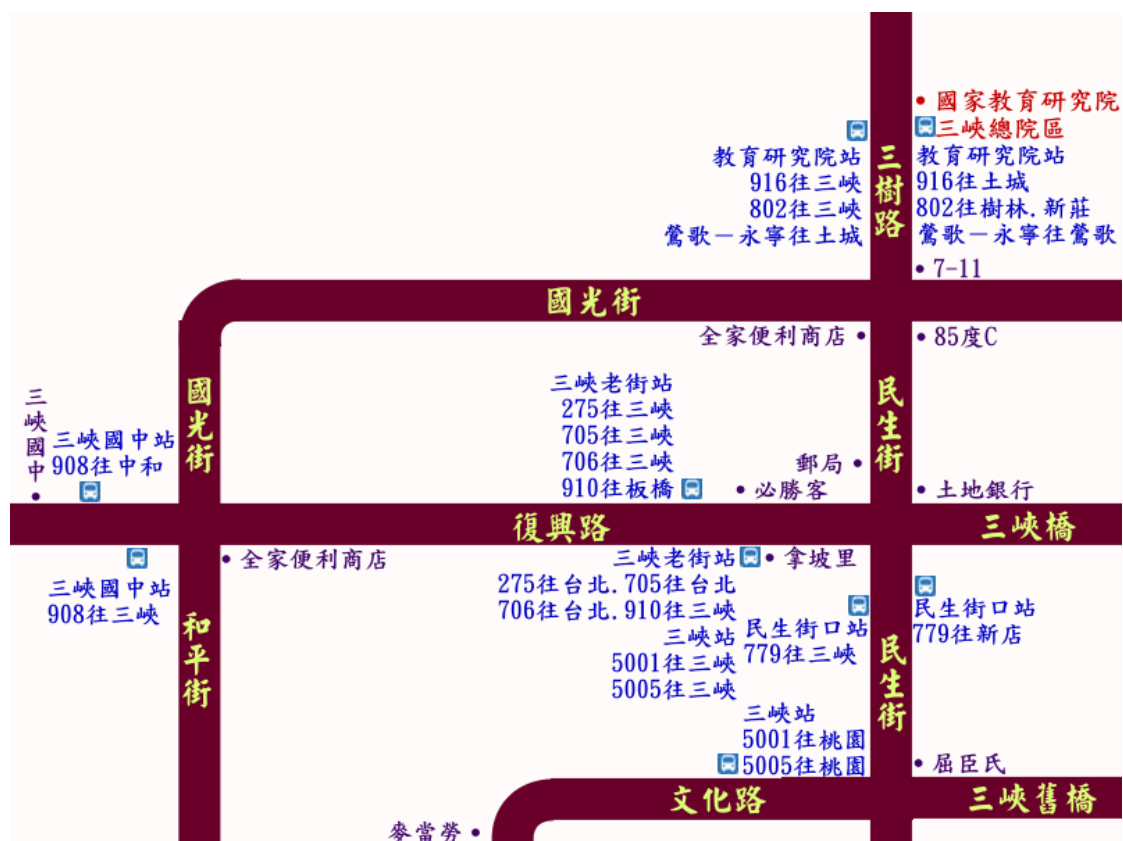 • 國家教育研究院
三峽總院區
教育研究院站
916往三峽
802往三峽
鶯歌－永寧往土城
三樹路
教育研究院站
916往土城
802往樹林.新莊
鶯歌－永寧往鶯歌
• 7-11
國光街
全家便利商店 •
• 85度C
三峽國中 •
三峽國中站
908往中和
國光街
三峽老街站
275往三峽
705往三峽
706往三峽
910往板橋
• 必勝客
郵局 •
民生街
• 土地銀行
復興路
三峽橋
三峽國中站
908往三峽
• 全家便利商店
和平街
三峽老街站
275往台北.705往台北
706往台北.910往三峽
• 拿坡里
三峽站
5001往三峽
5005往三峽
民生街口站
779往三峽
民生街口站
779往新店
民生街
三峽站
5001往桃園
5005往桃園
• 屈臣氏
文化路
三峽舊橋
麥當勞 •